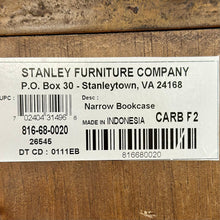 STANLEY FURNITURE COMPANY
P.O. Box 30 - Stanleytown, VA 24168
UPC : Desc :
Narrow Bookcase
7 02404 31496 6
MADE IN INDONESIA CARB F2
816-68-0020
816680020
26545
DT CD : 0111EB